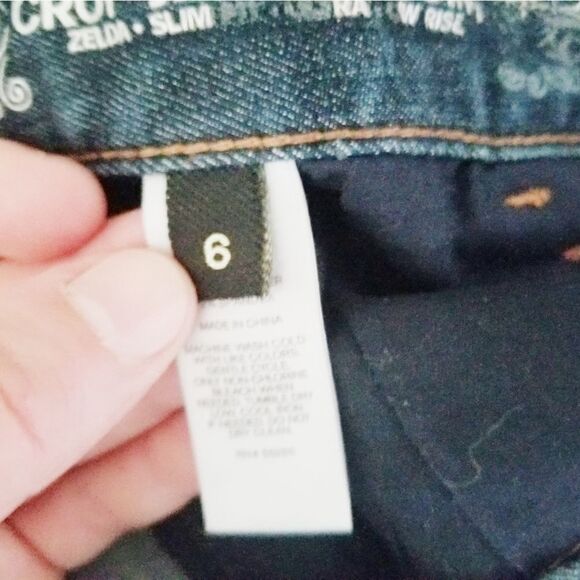 CROP
ZELDA • SLIM
6
MADE IN CHINA
MACHINE WASH COLD
WITH LIKE COLORS.
GENTLE CYCLE.
ONLY NON-CHLORINE
BLEACH WHEN
NEEDED. TUMBLE DRY
LOW. COOL IRON
IF NEEDED. DO NOT
DRY CLEAN.